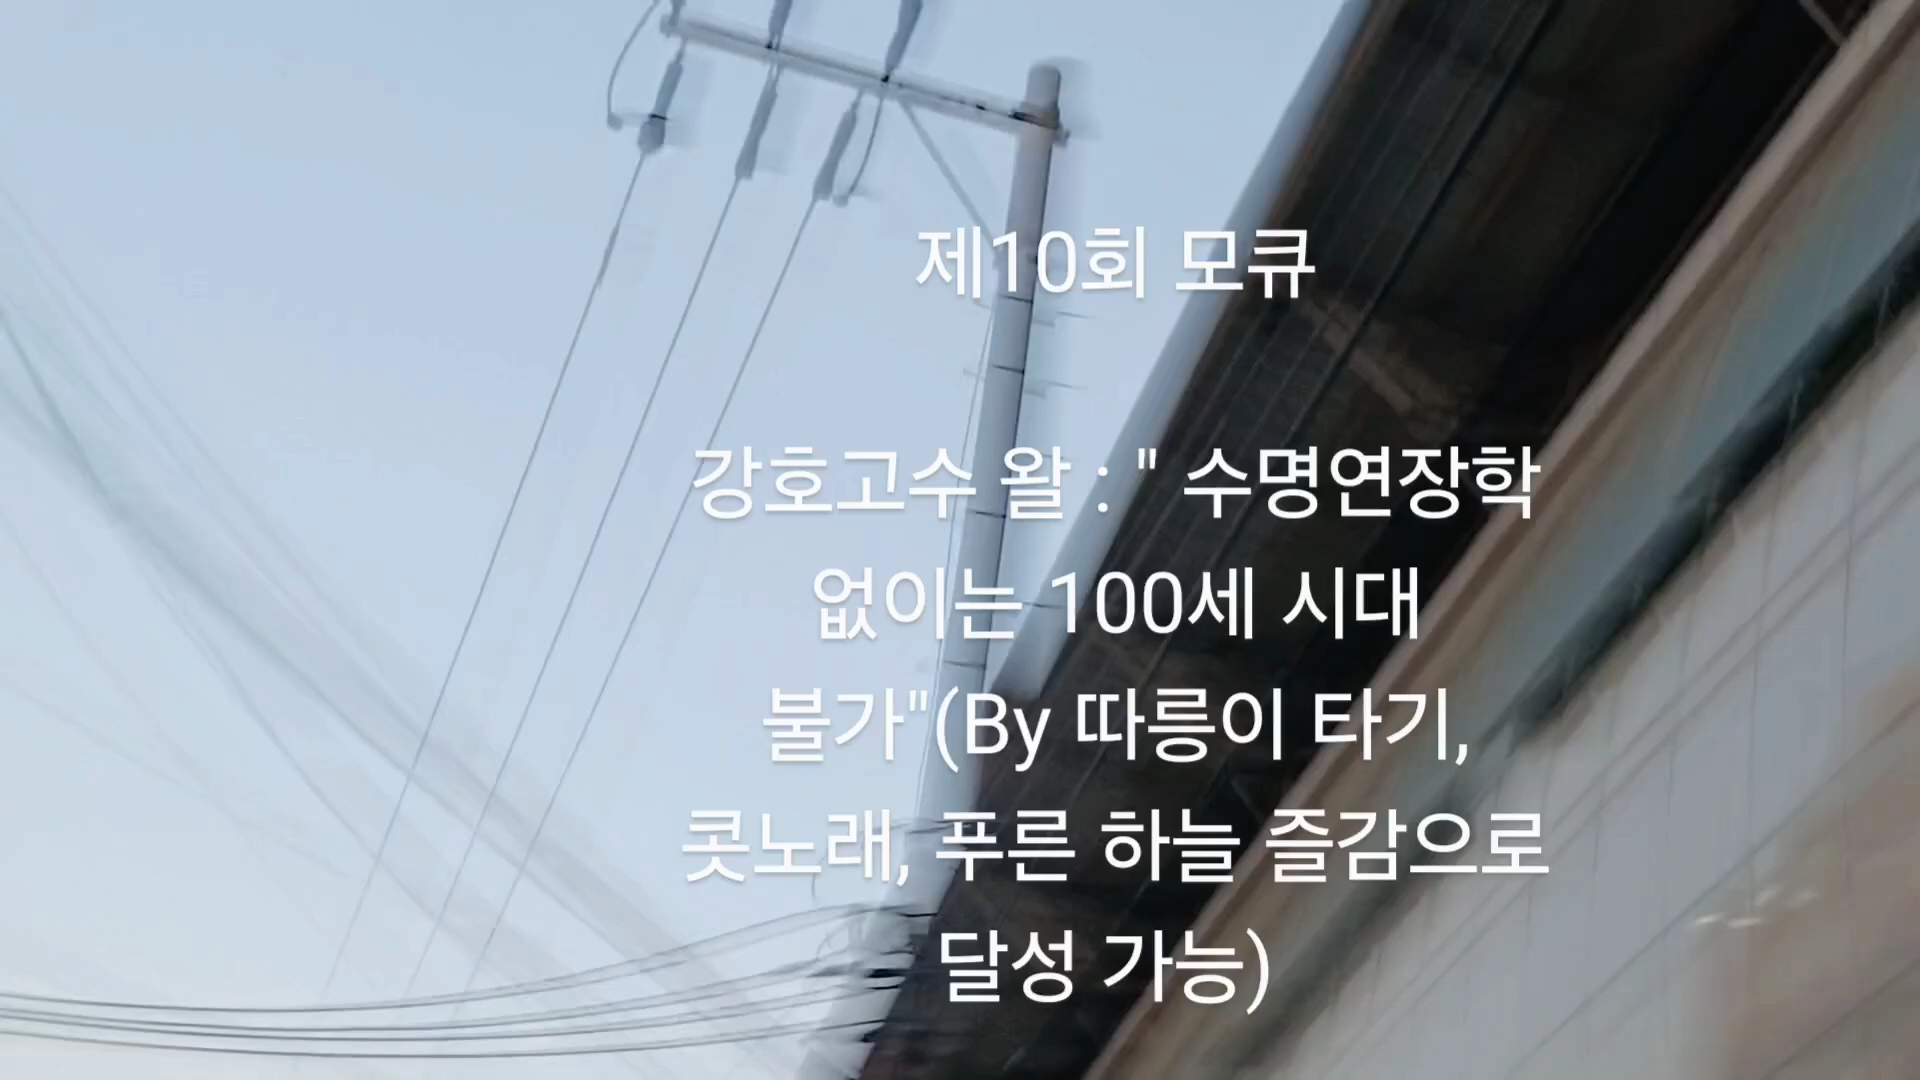 제10회 모큐
강호고수 왈 : " 수명연장학
없이는 100세 시대
불가"(By 따릉이 타기,
콧노래, 푸른 하늘 즐감으로
달성 가능)